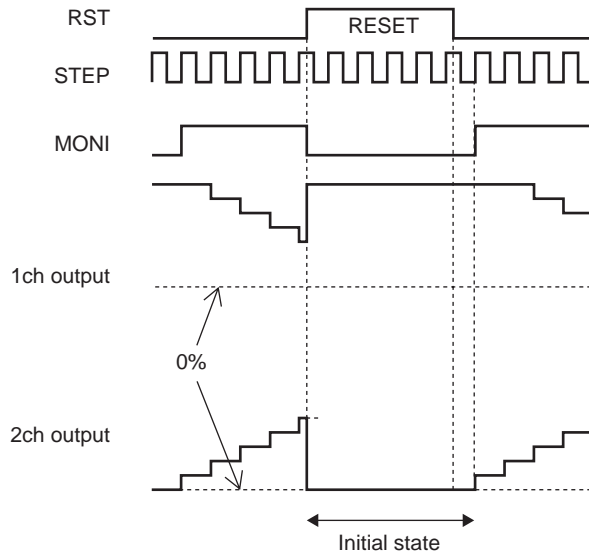 RST
RESET
STEP
MONI
1ch output
0%
2ch output
Initial state